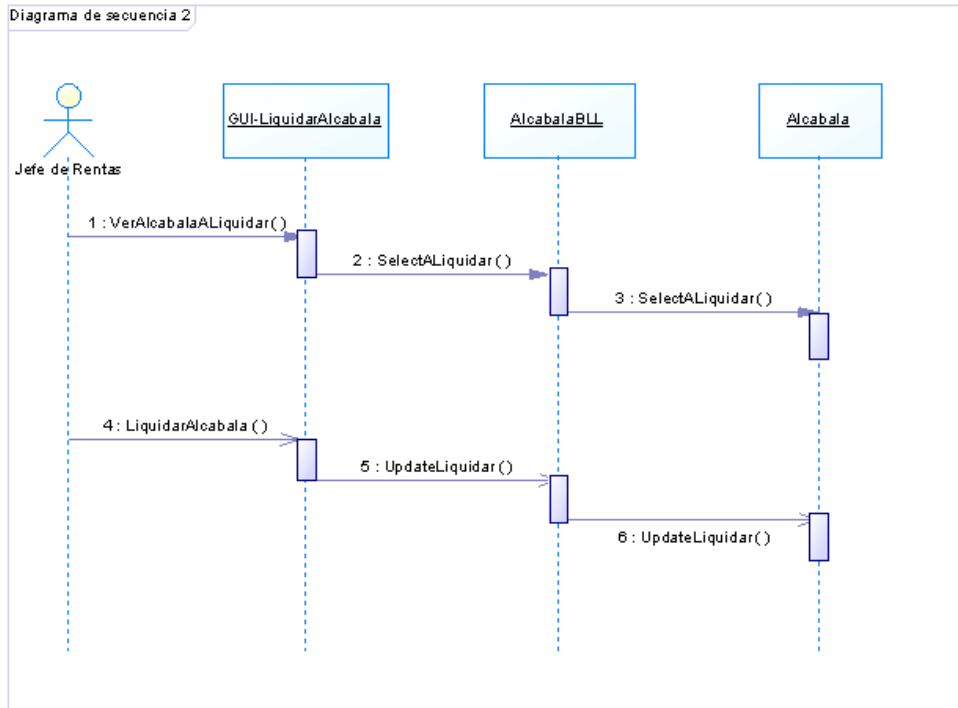 Diagrama de secuencia 2
GUI-LiquidarAlcabala
AlcabalaBLL
Alcabala
Jefe de Rentas
1 : VerAlcabalaALiquidar()
2 : SelectALiquidar()
3 : SelectALiquidar()
4 : LiquidarAlcabala()
5 : UpdateLiquidar()
6 : UpdateLiquidar()